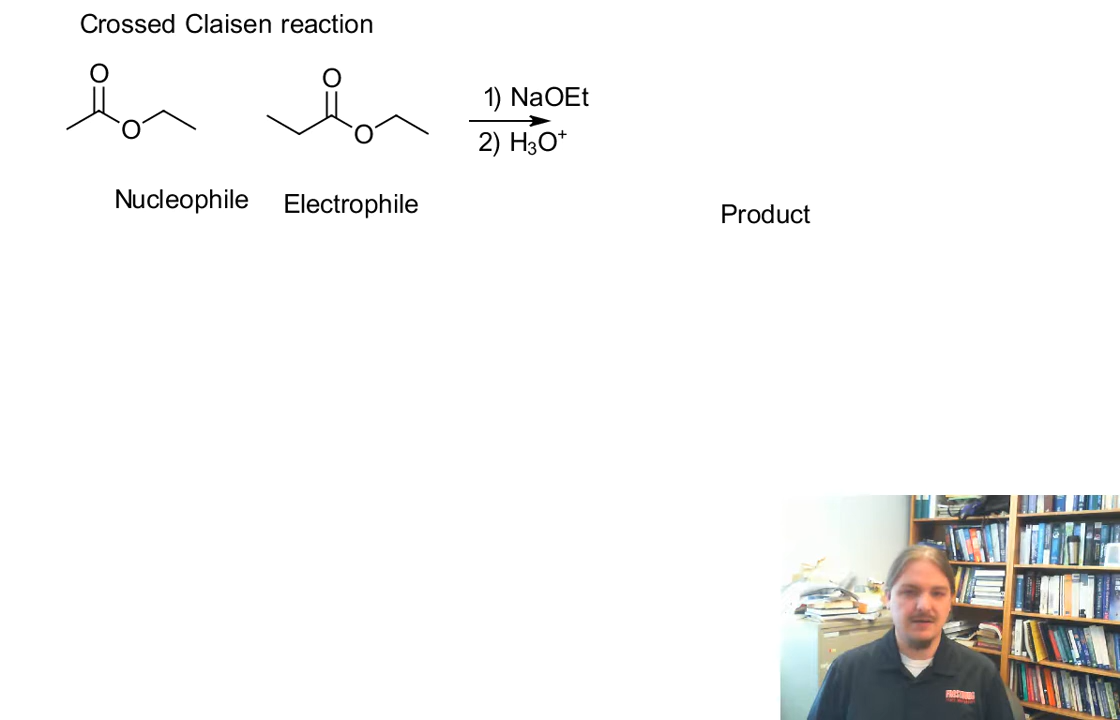 Crossed Claisen reaction
O
O
O
O
1) NaOEt
2) H₃O⁺
Nucleophile
Electrophile
Product